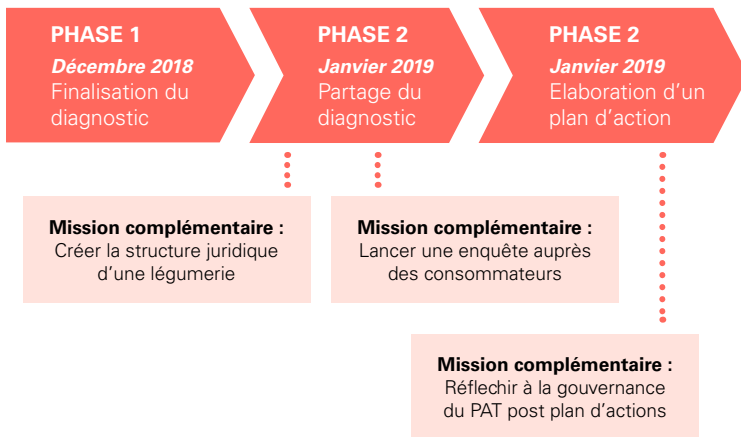 PHASE 1
Décembre 2018
Finalisation du
diagnostic
PHASE 2
Janvier 2019
Partage du
diagnostic
PHASE 2
Janvier 2019
Elaboration d’un
plan d’action
Mission complémentaire :
Créer la structure juridique
d’une légumerie
Mission complémentaire :
Lancer une enquête auprès
des consommateurs
Mission complémentaire :
Réflechir à la gouvernance
du PAT post plan d’actions